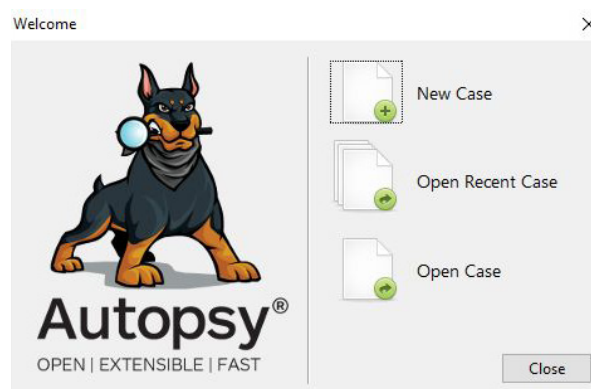 Welcome
New Case
Open Recent Case
Open Case
Autopsy®
OPEN | EXTENSIBLE | FAST
Close